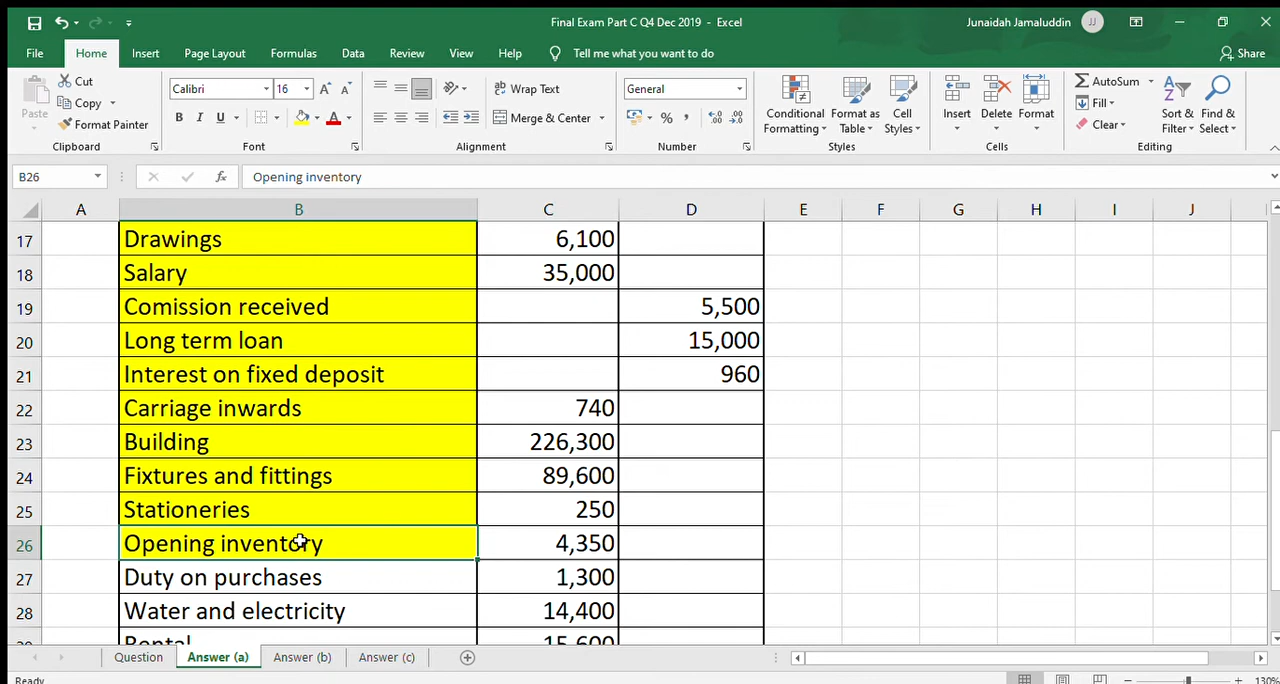 Final Exam Part C Q4 Dec 2019 - Excel
Junaidah Jamaluddin JJ
File Home Insert Page Layout Formulas Data Review View Help Tell me what you want to do Share
Paste
Cut
Copy
Format Painter
Clipboard
Calibri 16 A A
B I U A
Font
Wrap Text
Merge & Center
Alignment
General
% ,
Number
Conditional Formatting
Format as Table
Cell Styles
Styles
Insert Delete Format
Cells
AutoSum
Fill
Clear
Sort & Filter
Find & Select
Editing
B26 fx Opening inventory
A B C D E F G H I J
17 Drawings 6,100
18 Salary 35,000
19 Comission received 5,500
20 Long term loan 15,000
21 Interest on fixed deposit 960
22 Carriage inwards 740
23 Building 226,300
24 Fixtures and fittings 89,600
25 Stationeries 250
26 Opening inventory 4,350
27 Duty on purchases 1,300
28 Water and electricity 14,400
29 Rental 15,600
Question Answer (a) Answer (b) Answer (c)
Ready 130%